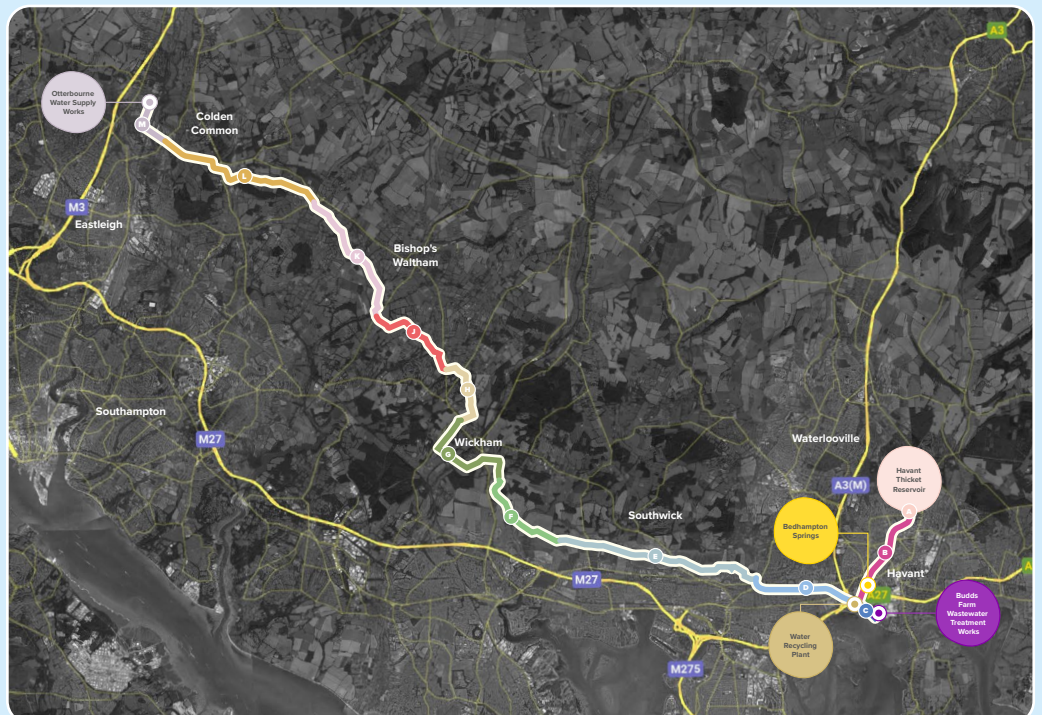 A3
Otterbourne
Water Supply
Works
Colden
Common
M
L
M3
Eastleigh
Bishop's
Waltham
K
J
H
Southampton
M27
Wickham
G
Waterlooville
Havant
Thicket
Reservoir
A3(M)
A
F
Southwick
Bedhampton
Springs
B
E
Havant
A
M27
D
A27
C
Budds
Farm
Wastewater
Treatment
Works
Water
Recycling
Plant
M275